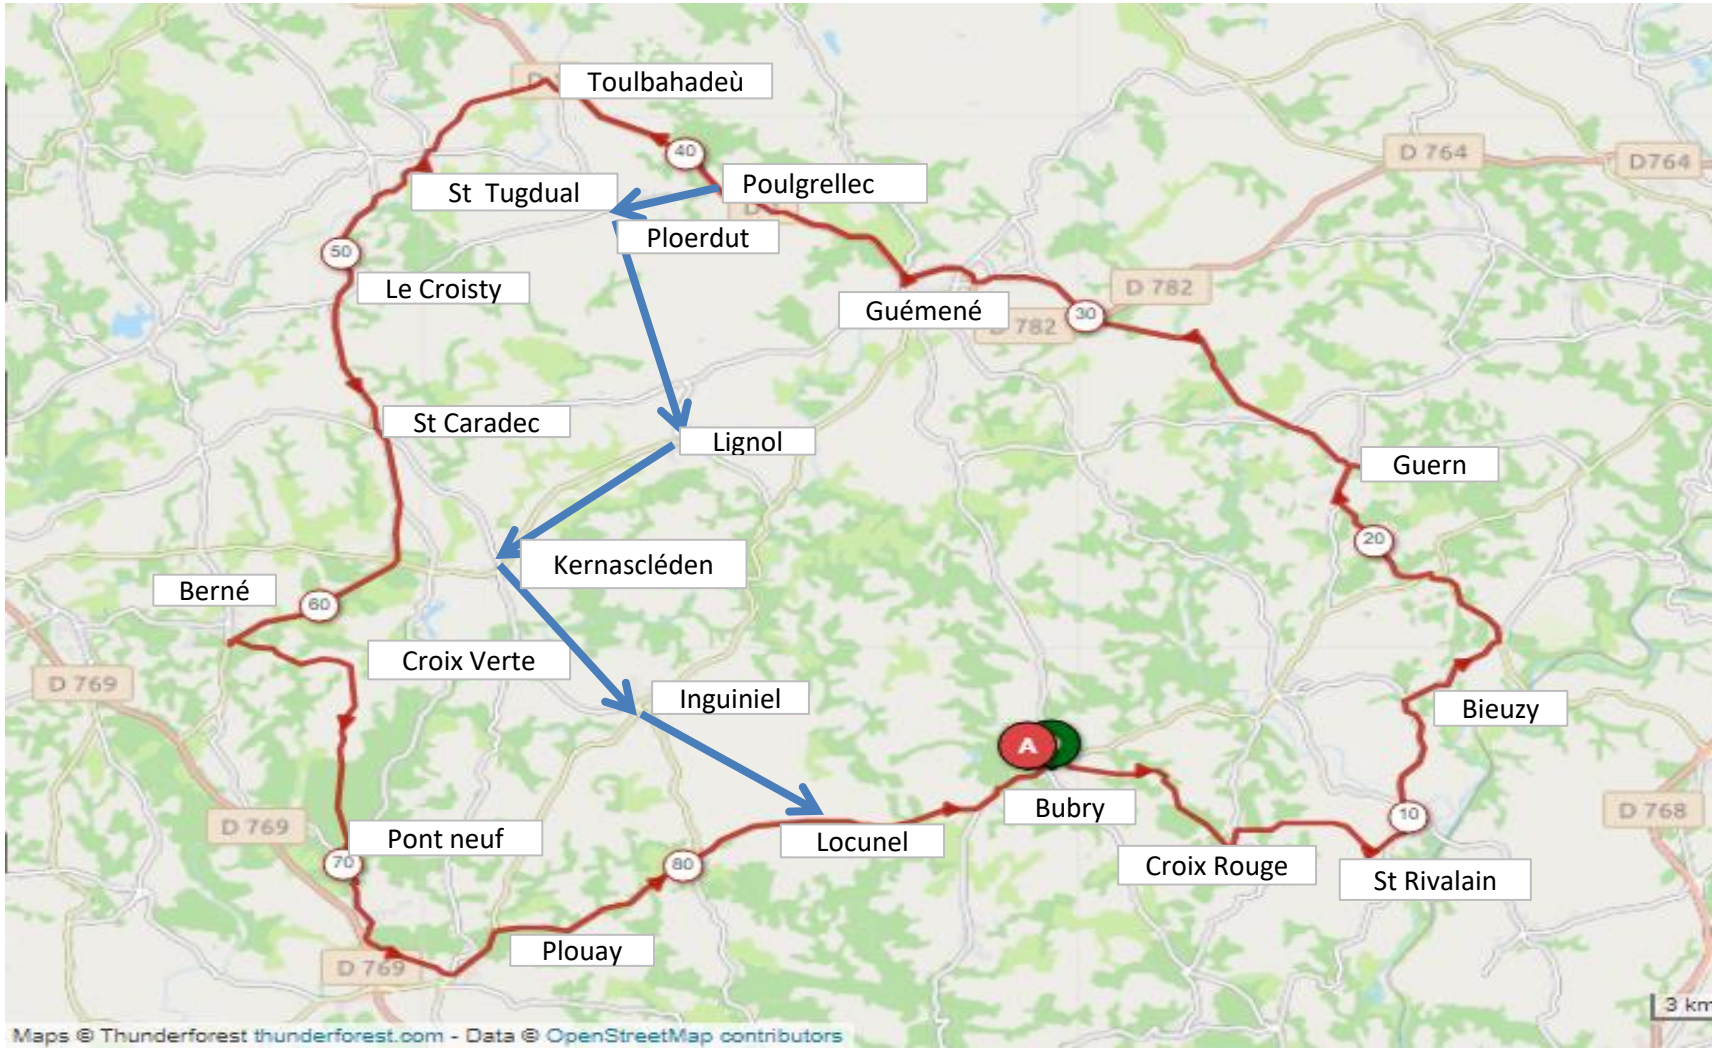 Toulbahadeù
D 764
D764
40
St Tugdual
Poulgrellec
Ploerdut
50
Le Croisty
D 782
Guémené
D 782
30
St Caradec
Lignol
Guern
20
Kernascléden
Berné
60
Croix Verte
D 769
Inguiniel
Bieuzy
A
Bubry
D 768
10
D 769
Pont neuf
Locunel
70
80
Croix Rouge
St Rivalain
Plouay
D 769
3 km
Maps © Thunderforest thunderforest.com - Data © OpenStreetMap contributors